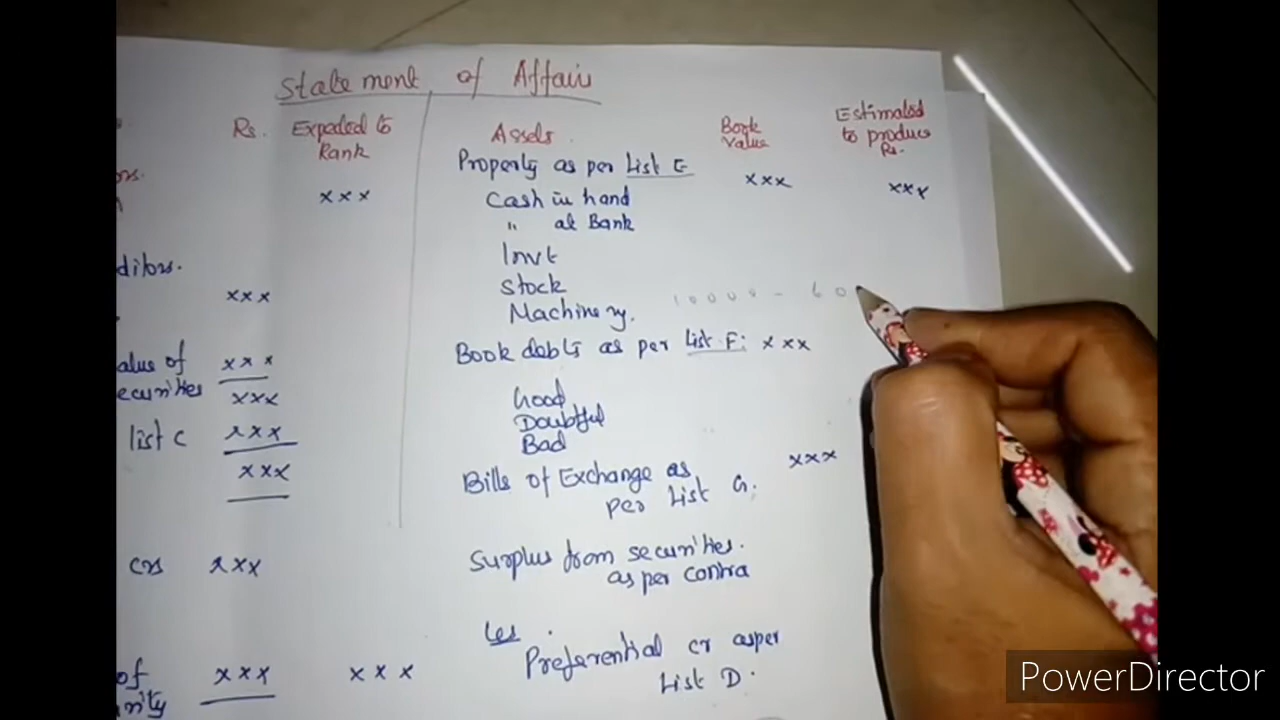 Statement of Affair
Rs. Expected to
Rank
xxx
ditors.
xxx
alue of xxx
ecurities xxx
list C xxx
xxx
crs xxx
of xxx xxx
Assets Book
Value Estimated
to produce
Rs.
Property as per List E xxx xxx
Cash in hand
" at Bank
Invt
Stock
Machinery. 10000 - 60
Book debts as per List F: xxx
Good
Doubtful
Bad
Bills of Exchange as xxx
per List G.
Surplus from securities.
as per contra
Les
Preferential cr as per
List D.
PowerDirector